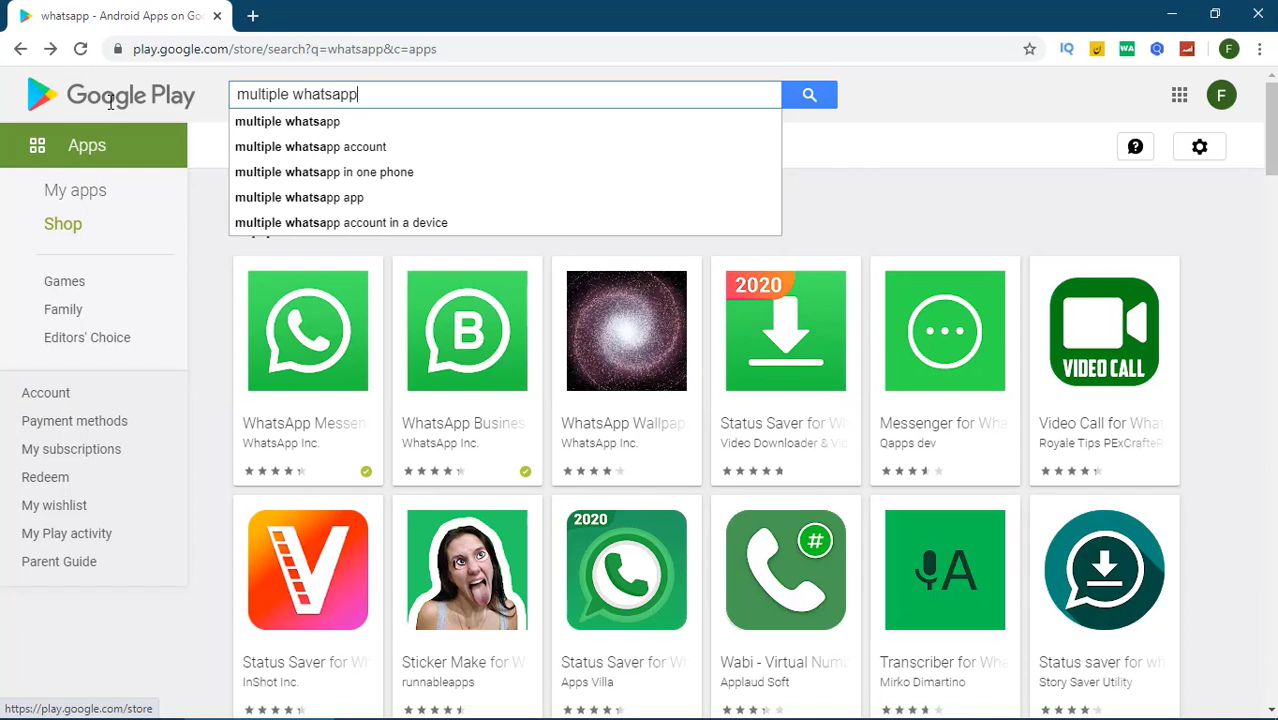 whatsapp - Android Apps on Goo
play.google.com/store/search?q=whatsapp&c=apps
IQ
WA
F
Google Play
multiple whatsapp
F
multiple whatsapp
multiple whatsapp account
multiple whatsapp in one phone
multiple whatsapp app
multiple whatsapp account in a device
Apps
My apps
Shop
Games
Family
Editors' Choice
Account
Payment methods
My subscriptions
Redeem
My wishlist
My Play activity
Parent Guide
B
2020
VIDEO CALL
WhatsApp Messen
WhatsApp Busines
WhatsApp Wallpap
Status Saver for W
Messenger for Wha
Video Call for What
WhatsApp Inc.
WhatsApp Inc.
WhatsApp Inc.
Video Downloader & Vi
Qapps dev
Royale Tips PExCrafteR
V
2020
#
A
Status Saver for Wh
Sticker Make for W
Status Saver for Wh
Wabi - Virtual Num
Transcriber for Wha
Status saver for wh
InShot Inc.
runnableapps
Apps Villa
Applaud Soft
Mirko Dimartino
Story Saver Utility
https://play.google.com/store